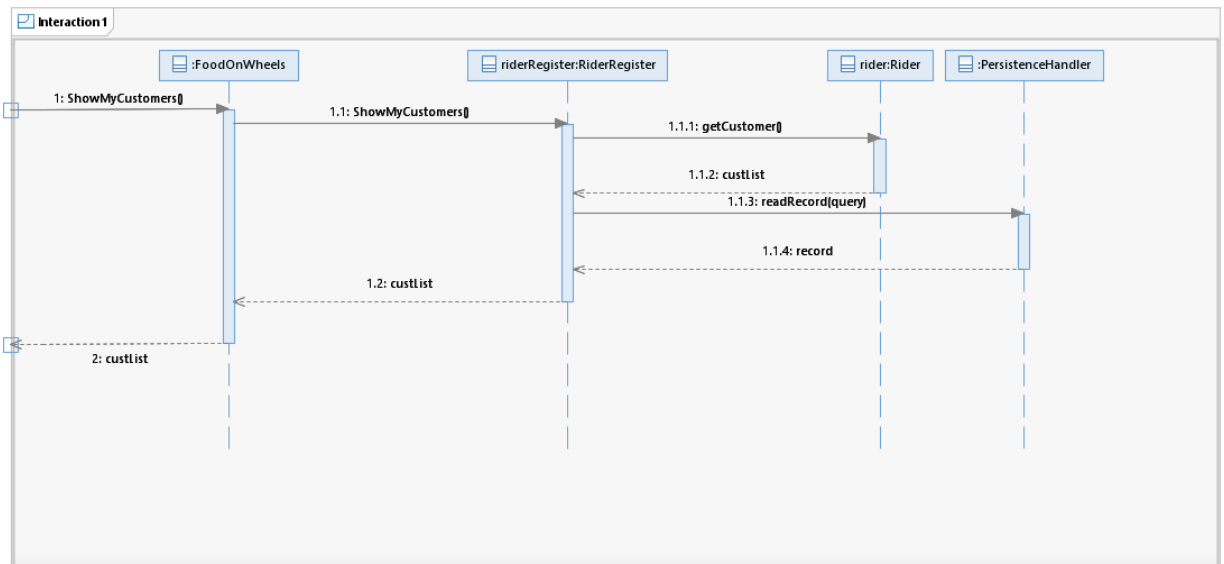 Interaction1
:FoodOnWheels
riderRegister:RiderRegister
rider:Rider
:PersistenceHandler
1: ShowMyCustomers()
1.1: ShowMyCustomers()
1.1.1: getCustomer()
1.1.2: custList
1.1.3: readRecord(query)
1.1.4: record
1.2: custList
2: custList